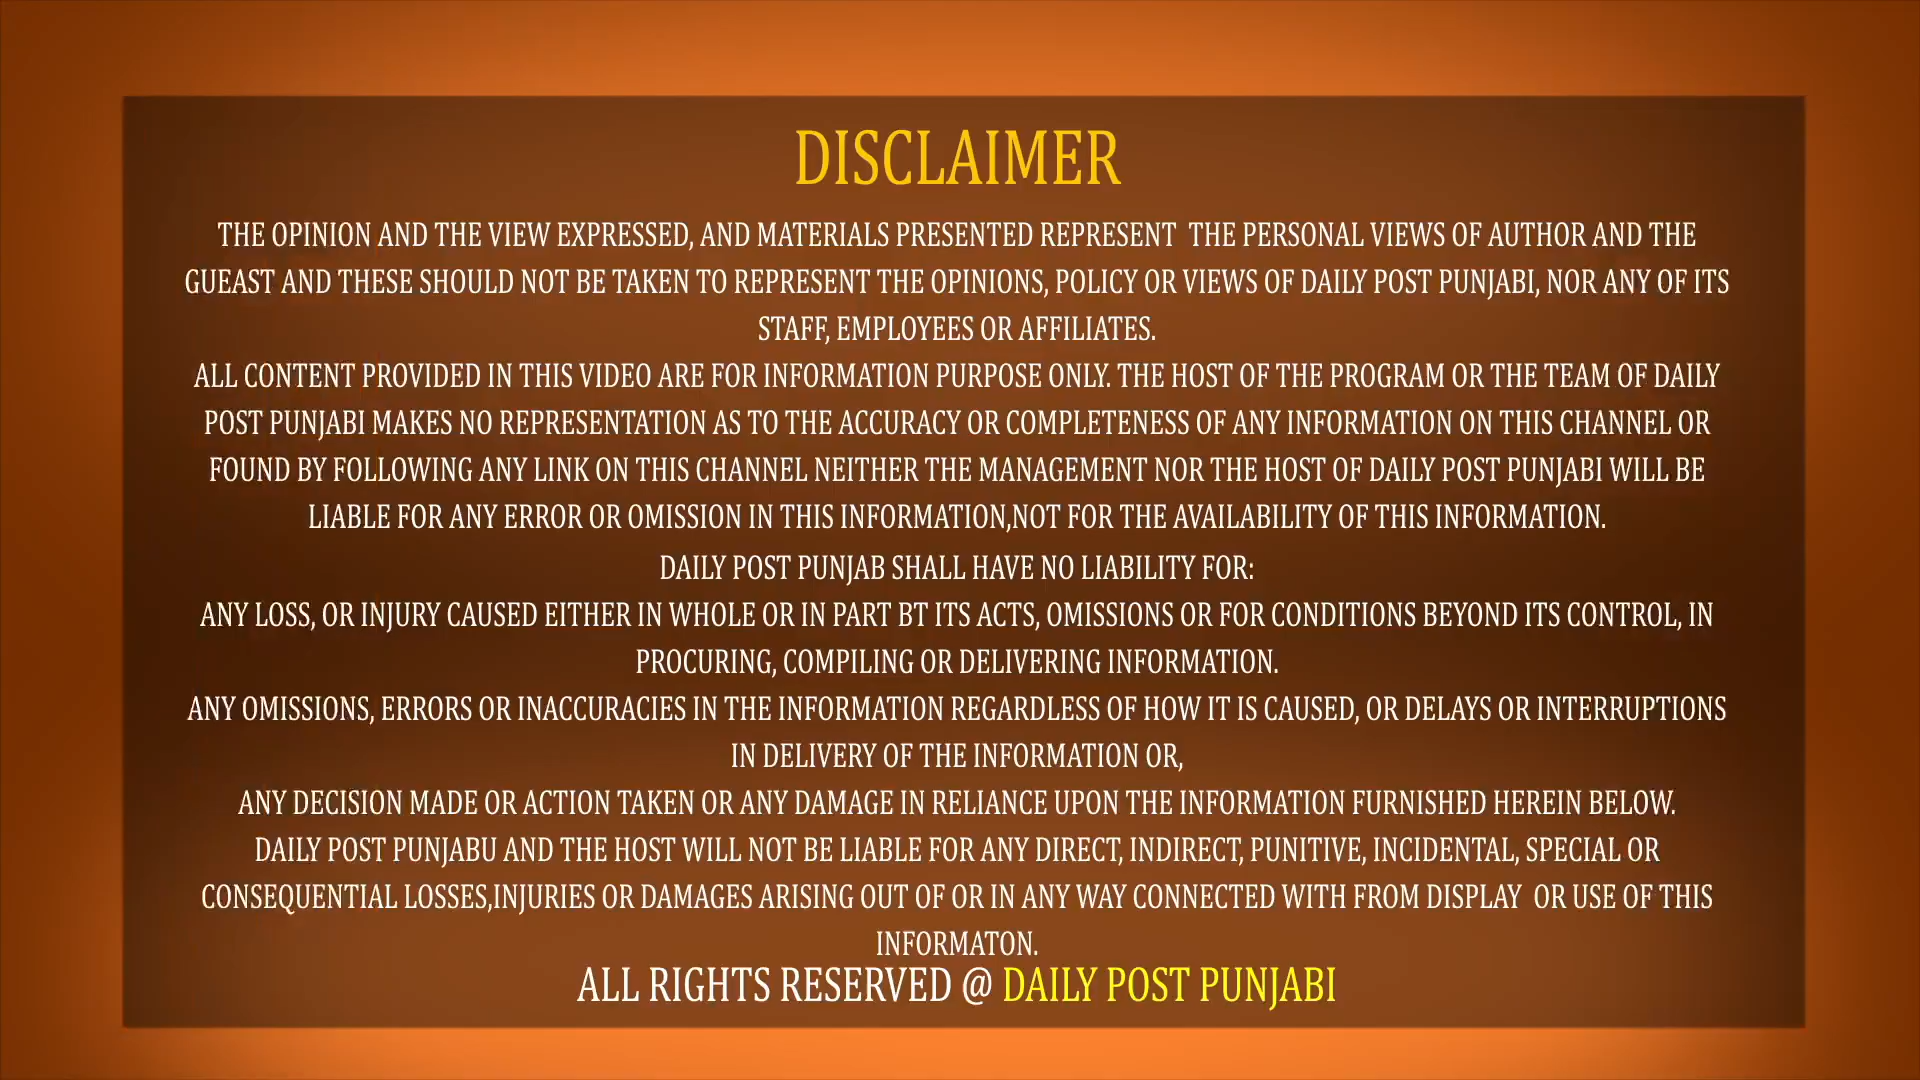 DISCLAIMER
THE OPINION AND THE VIEW EXPRESSED, AND MATERIALS PRESENTED REPRESENT THE PERSONAL VIEWS OF AUTHOR AND THE
GUEAST AND THESE SHOULD NOT BE TAKEN TO REPRESENT THE OPINIONS, POLICY OR VIEWS OF DAILY POST PUNJABI, NOR ANY OF ITS
STAFF, EMPLOYEES OR AFFILIATES.
ALL CONTENT PROVIDED IN THIS VIDEO ARE FOR INFORMATION PURPOSE ONLY. THE HOST OF THE PROGRAM OR THE TEAM OF DAILY
POST PUNJABI MAKES NO REPRESENTATION AS TO THE ACCURACY OR COMPLETENESS OF ANY INFORMATION ON THIS CHANNEL OR
FOUND BY FOLLOWING ANY LINK ON THIS CHANNEL NEITHER THE MANAGEMENT NOR THE HOST OF DAILY POST PUNJABI WILL BE
LIABLE FOR ANY ERROR OR OMISSION IN THIS INFORMATION,NOT FOR THE AVAILABILITY OF THIS INFORMATION.
DAILY POST PUNJAB SHALL HAVE NO LIABILITY FOR:
ANY LOSS, OR INJURY CAUSED EITHER IN WHOLE OR IN PART BT ITS ACTS, OMISSIONS OR FOR CONDITIONS BEYOND ITS CONTROL, IN
PROCURING, COMPILING OR DELIVERING INFORMATION.
ANY OMISSIONS, ERRORS OR INACCURACIES IN THE INFORMATION REGARDLESS OF HOW IT IS CAUSED, OR DELAYS OR INTERRUPTIONS
IN DELIVERY OF THE INFORMATION OR,
ANY DECISION MADE OR ACTION TAKEN OR ANY DAMAGE IN RELIANCE UPON THE INFORMATION FURNISHED HEREIN BELOW.
DAILY POST PUNJABU AND THE HOST WILL NOT BE LIABLE FOR ANY DIRECT, INDIRECT, PUNITIVE, INCIDENTAL, SPECIAL OR
CONSEQUENTIAL LOSSES,INJURIES OR DAMAGES ARISING OUT OF OR IN ANY WAY CONNECTED WITH FROM DISPLAY OR USE OF THIS
INFORMATON.
ALL RIGHTS RESERVED @ DAILY POST PUNJABI